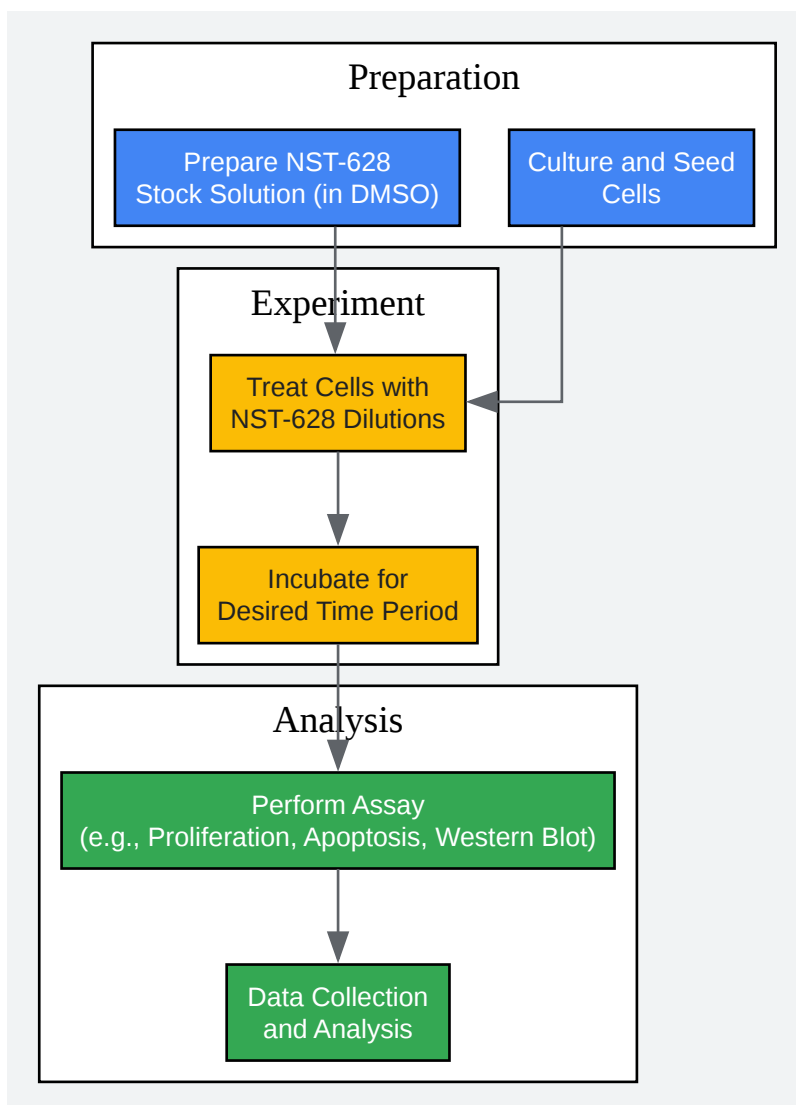 Preparation
Prepare NST-628
Stock Solution (in DMSO)
Culture and Seed
Cells
Experiment
Treat Cells with
NST-628 Dilutions
Incubate for
Desired Time Period
Analysis
Perform Assay
(e.g., Proliferation, Apoptosis, Western Blot)
Data Collection
and Analysis